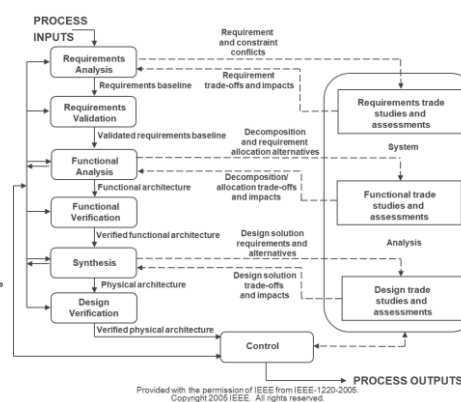 PROCESS
INPUTS
Requirements
Analysis
Requirements baseline
Requirements
Validation
Validated requirements baseline
Functional
Analysis
Functional architecture
Functional
Verification
Verified functional architecture
Synthesis
Physical architecture
Design
Verification
Verified physical architecture
Control
Requirement
and constraint
conflicts
Requirement
trade-offs and impacts
Decomposition
and requirement
allocation alternatives
Decomposition/
allocation trade-offs
and impacts
Design solution
requirements and
alternatives
Design solution
trade-offs
and impacts
Requirements trade
studies and
assessments
System
Functional trade
studies and
assessments
Analysis
Design trade
studies and
assessments
PROCESS OUTPUTS
Provided with the permission of IEEE from IEEE-1220-2005.
Copyright 2005 IEEE. All rights reserved.